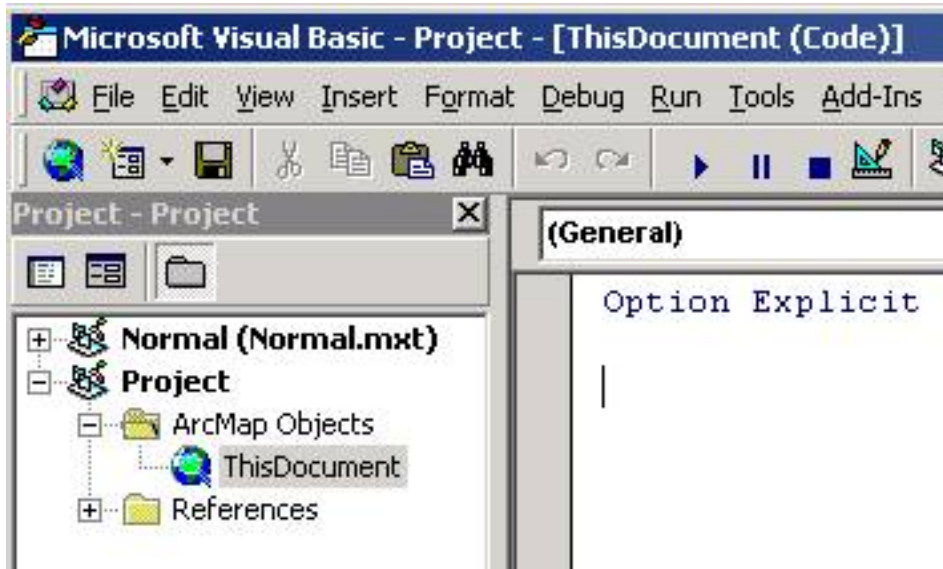 Microsoft Visual Basic - Project - [ThisDocument (Code)]
File Edit View Insert Format Debug Run Tools Add-Ins
Project - Project
(General)
Option Explicit
Normal (Normal.mxt)
Project
ArcMap Objects
ThisDocument
References